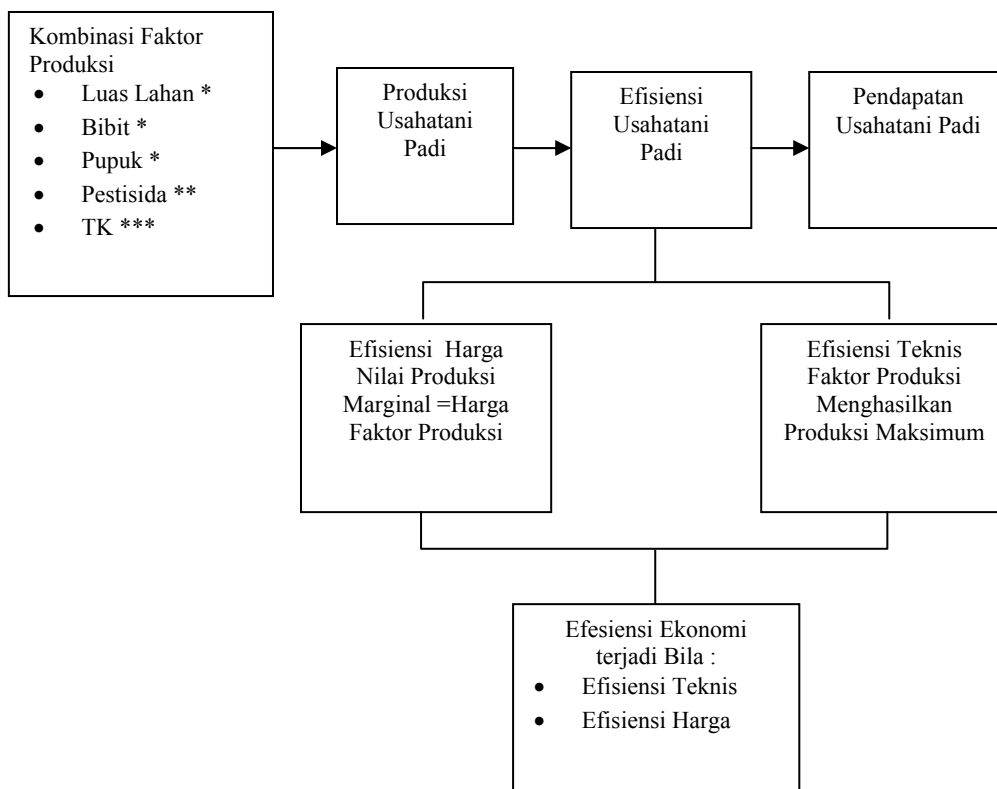 Kombinasi Faktor
Produksi
• Luas Lahan *
• Bibit *
• Pupuk *
• Pestisida **
• TK ***
Produksi
Usahatani
Padi
Efisiensi
Usahatani
Padi
Pendapatan
Usahatani Padi
Efisiensi Harga
Nilai Produksi
Marginal =Harga
Faktor Produksi
Efisiensi Teknis
Faktor Produksi
Menghasilkan
Produksi Maksimum
Efesiensi Ekonomi
terjadi Bila :
• Efisiensi Teknis
• Efisiensi Harga